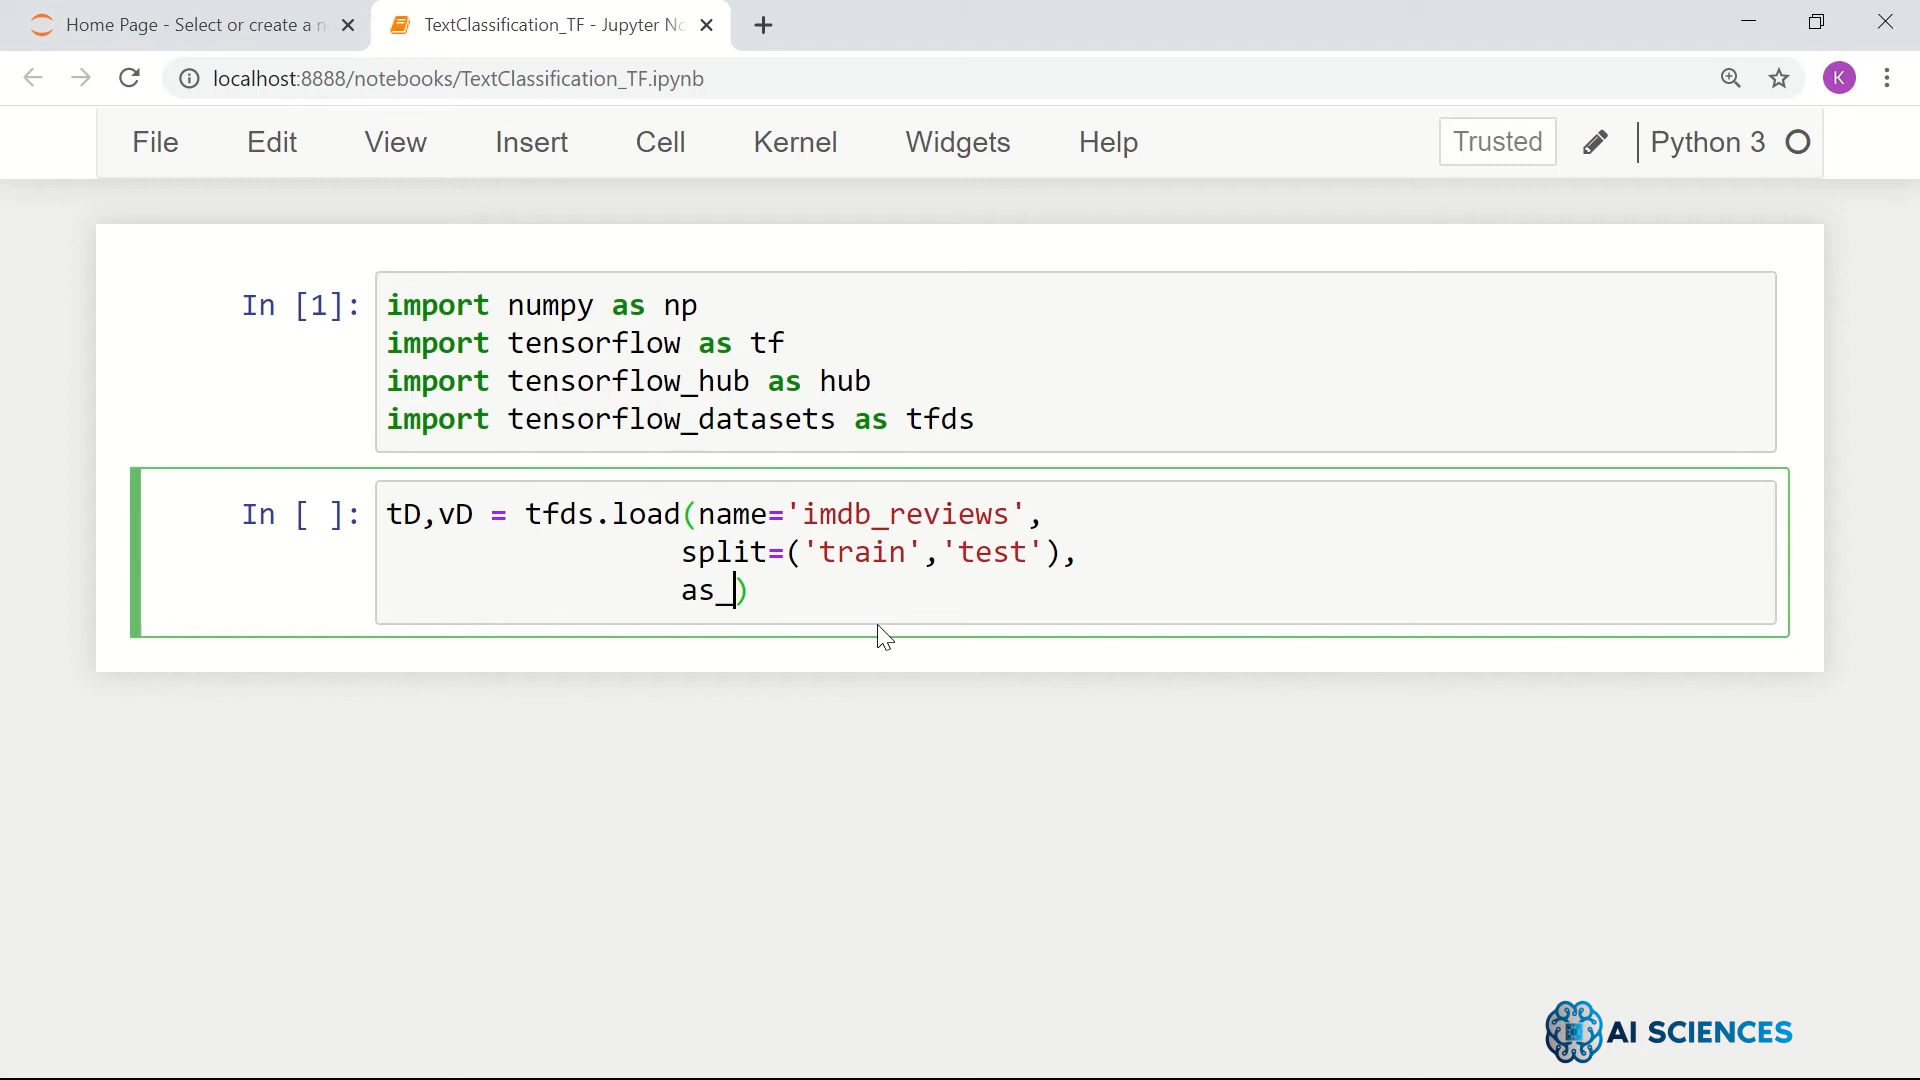 Home Page - Select or create a n
TextClassification_TF - Jupyter No
localhost:8888/notebooks/TextClassification_TF.ipynb
K
File Edit View Insert Cell Kernel Widgets Help Trusted Python 3
In [1]: import numpy as np
import tensorflow as tf
import tensorflow_hub as hub
import tensorflow_datasets as tfds
In [ ]: tD,vD = tfds.load(name='imdb_reviews',
split=('train','test'),
as_)
AI SCIENCES